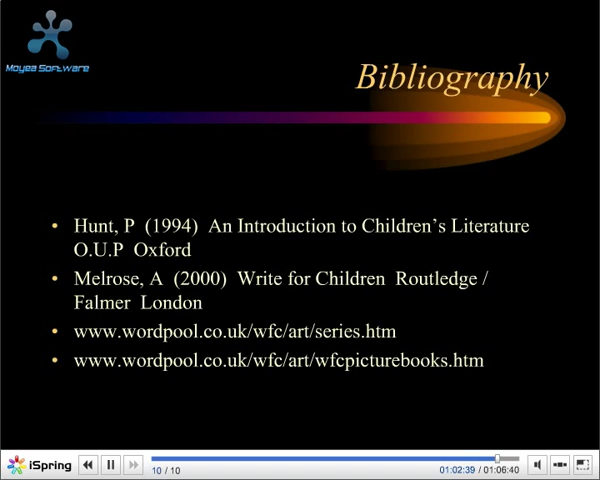 Moyea Software
Bibliography
• Hunt, P (1994) An Introduction to Children's Literature
O.U.P Oxford
• Melrose, A (2000) Write for Children Routledge /
Falmer London
• www.wordpool.co.uk/wfc/art/series.htm
• www.wordpool.co.uk/wfc/art/wfcpicturebooks.htm
iSpring
10 / 10
01:02:39 / 01:06:40